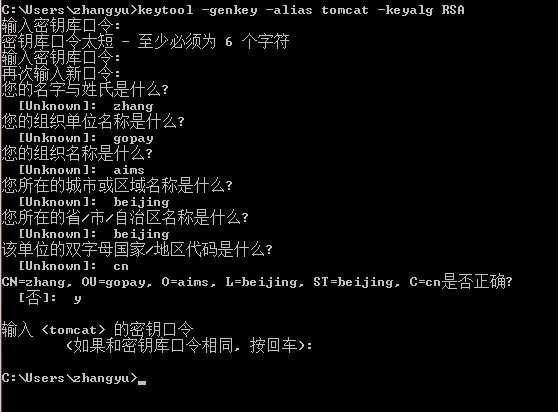 C:\Users\zhangyu>keytool -genkey -alias tomcat -keyalg RSA
输入密钥库口令:
密钥库口令太短 - 至少必须为 6 个字符
输入密钥库口令:
再次输入新口令:
您的名字与姓氏是什么?
[Unknown]:  zhang
您的组织单位名称是什么?
[Unknown]:  gopay
您的组织名称是什么?
[Unknown]:  aims
您所在的城市或区域名称是什么?
[Unknown]:  beijing
您所在的省/市/自治区名称是什么?
[Unknown]:  beijing
该单位的双字母国家/地区代码是什么?
[Unknown]:  cn
CN=zhang, OU=gopay, O=aims, L=beijing, ST=beijing, C=cn是否正确?
[否]:  y
输入 <tomcat> 的密钥口令
(如果和密钥库口令相同, 按回车):
C:\Users\zhangyu>_